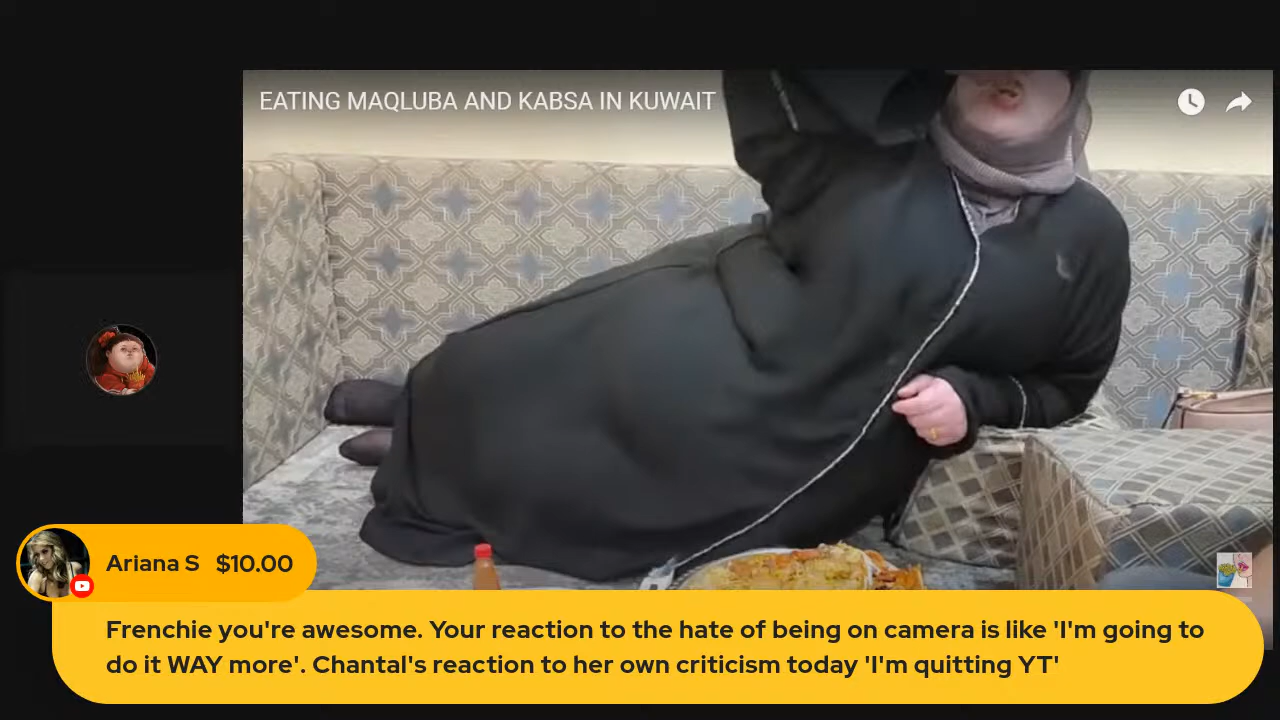 EATING MAQLUBA AND KABSA IN KUWAIT
Ariana S $10.00
Frenchie you're awesome. Your reaction to the hate of being on camera is like 'I'm going to
do it WAY more'. Chantal's reaction to her own criticism today 'I'm quitting YT'